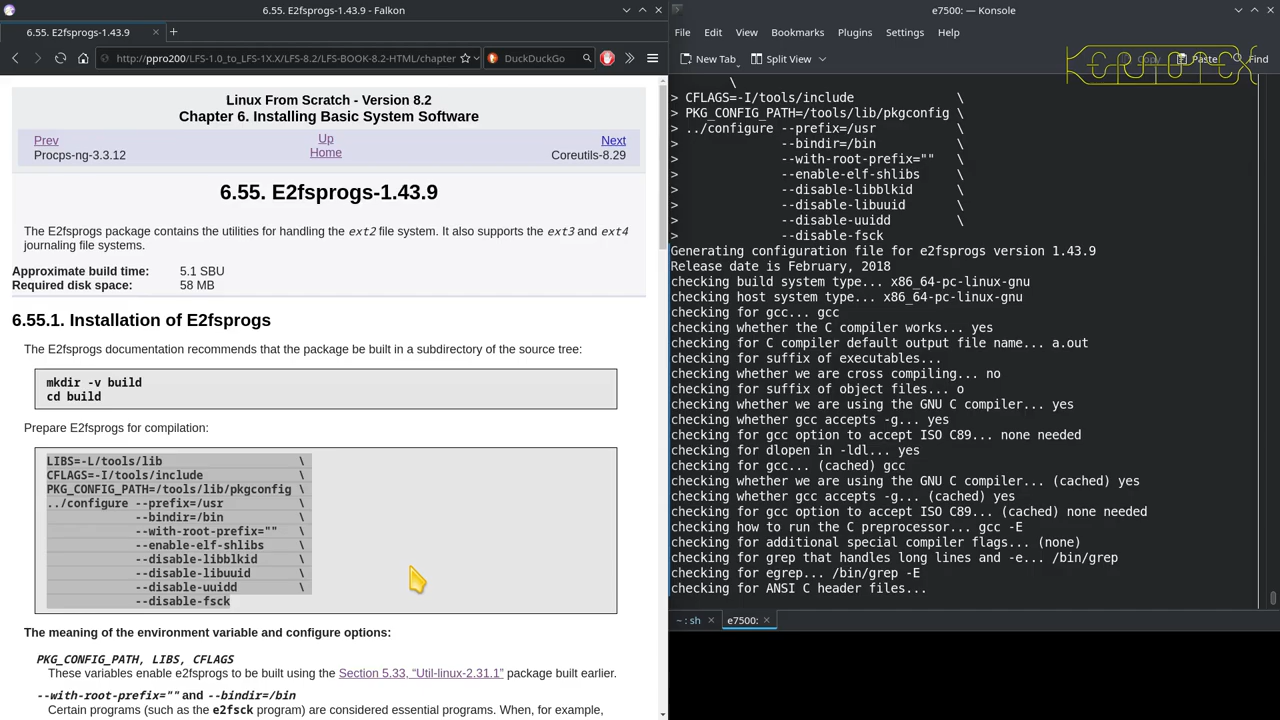 6.55. E2fsprogs-1.43.9 - Falkon
6.55. E2fsprogs-1.43.9
http://ppro200/LFS-1.0_to_LFS-1X.X/LFS-8.2/LFS-BOOK-8.2-HTML/chapter
DuckDuckGo
Linux From Scratch - Version 8.2
Chapter 6. Installing Basic System Software
Prev
Up
Next
Procps-ng-3.3.12
Home
Coreutils-8.29
6.55. E2fsprogs-1.43.9
The E2fsprogs package contains the utilities for handling the ext2 file system. It also supports the ext3 and ext4
journaling file systems.
Approximate build time: 5.1 SBU
Required disk space: 58 MB
6.55.1. Installation of E2fsprogs
The E2fsprogs documentation recommends that the package be built in a subdirectory of the source tree:
mkdir -v build
cd build
Prepare E2fsprogs for compilation:
LIBS=-L/tools/lib \
CFLAGS=-I/tools/include \
PKG_CONFIG_PATH=/tools/lib/pkgconfig \
../configure --prefix=/usr \
--bindir=/bin \
--with-root-prefix="" \
--enable-elf-shlibs \
--disable-libblkid \
--disable-libuuid \
--disable-uuidd \
--disable-fsck
The meaning of the environment variable and configure options:
PKG_CONFIG_PATH, LIBS, CFLAGS
These variables enable e2fsprogs to be built using the Section 5.33, “Util-linux-2.31.1” package built earlier.
--with-root-prefix="" and --bindir=/bin
Certain programs (such as the e2fsck program) are considered essential programs. When, for example,
e7500: — Konsole
File Edit View Bookmarks Plugins Settings Help
New Tab Split View Copy Paste Find
\
> CFLAGS=-I/tools/include \
> PKG_CONFIG_PATH=/tools/lib/pkgconfig \
> ../configure --prefix=/usr \
> --bindir=/bin \
> --with-root-prefix="" \
> --enable-elf-shlibs \
> --disable-libblkid \
> --disable-libuuid \
> --disable-uuidd \
> --disable-fsck
Generating configuration file for e2fsprogs version 1.43.9
Release date is February, 2018
checking build system type... x86_64-pc-linux-gnu
checking host system type... x86_64-pc-linux-gnu
checking for gcc... gcc
checking whether the C compiler works... yes
checking for C compiler default output file name... a.out
checking for suffix of executables...
checking whether we are cross compiling... no
checking for suffix of object files... o
checking whether we are using the GNU C compiler... yes
checking whether gcc accepts -g... yes
checking for gcc option to accept ISO C89... none needed
checking for dlopen in -ldl... yes
checking for gcc... (cached) gcc
checking whether we are using the GNU C compiler... (cached) yes
checking whether gcc accepts -g... (cached) yes
checking for gcc option to accept ISO C89... (cached) none needed
checking how to run the C preprocessor... gcc -E
checking for additional special compiler flags... (none)
checking for grep that handles long lines and -e... /bin/grep
checking for egrep... /bin/grep -E
checking for ANSI C header files...
~ : sh
e7500: